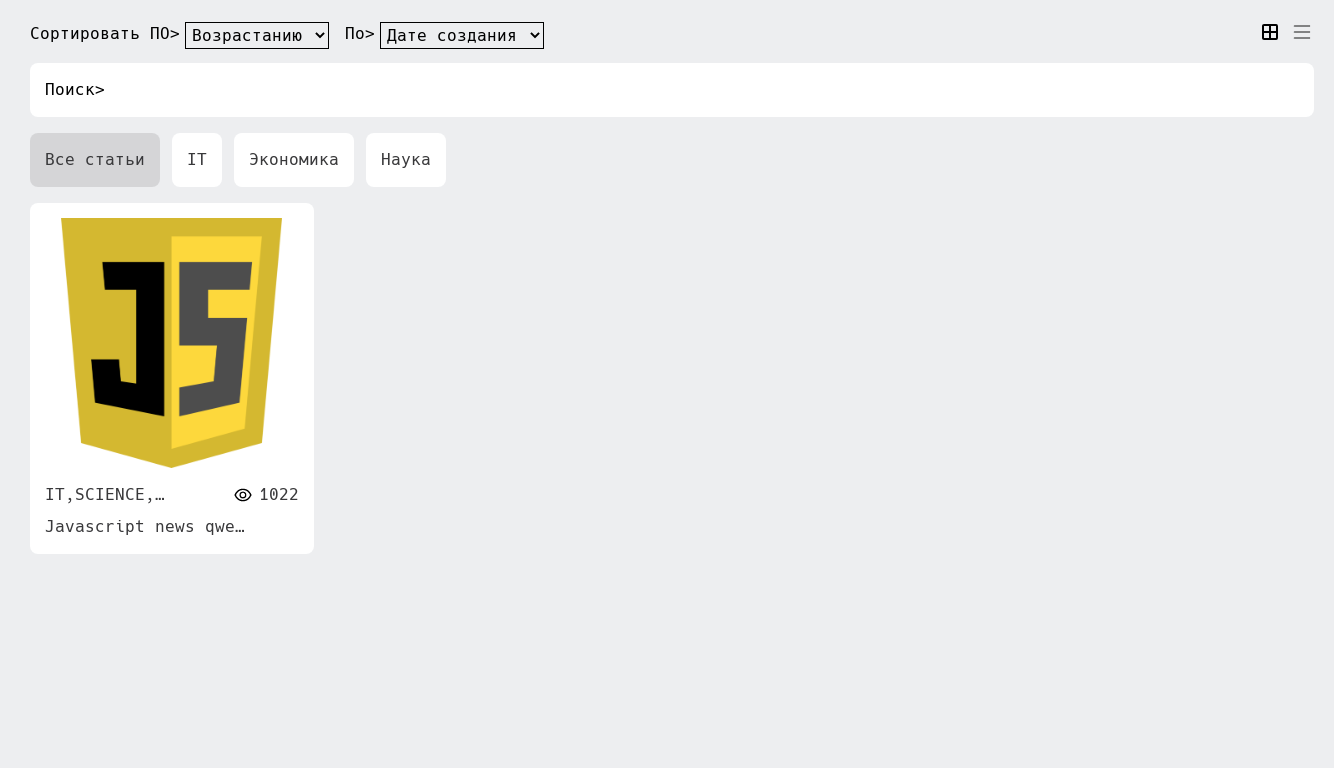 Сортировать ПО> Возрастанию По> Дате создания
Поиск>
Все статьи IT Экономика Наука
JS
IT,SCIENCE,… 1022
Javascript news qwe…